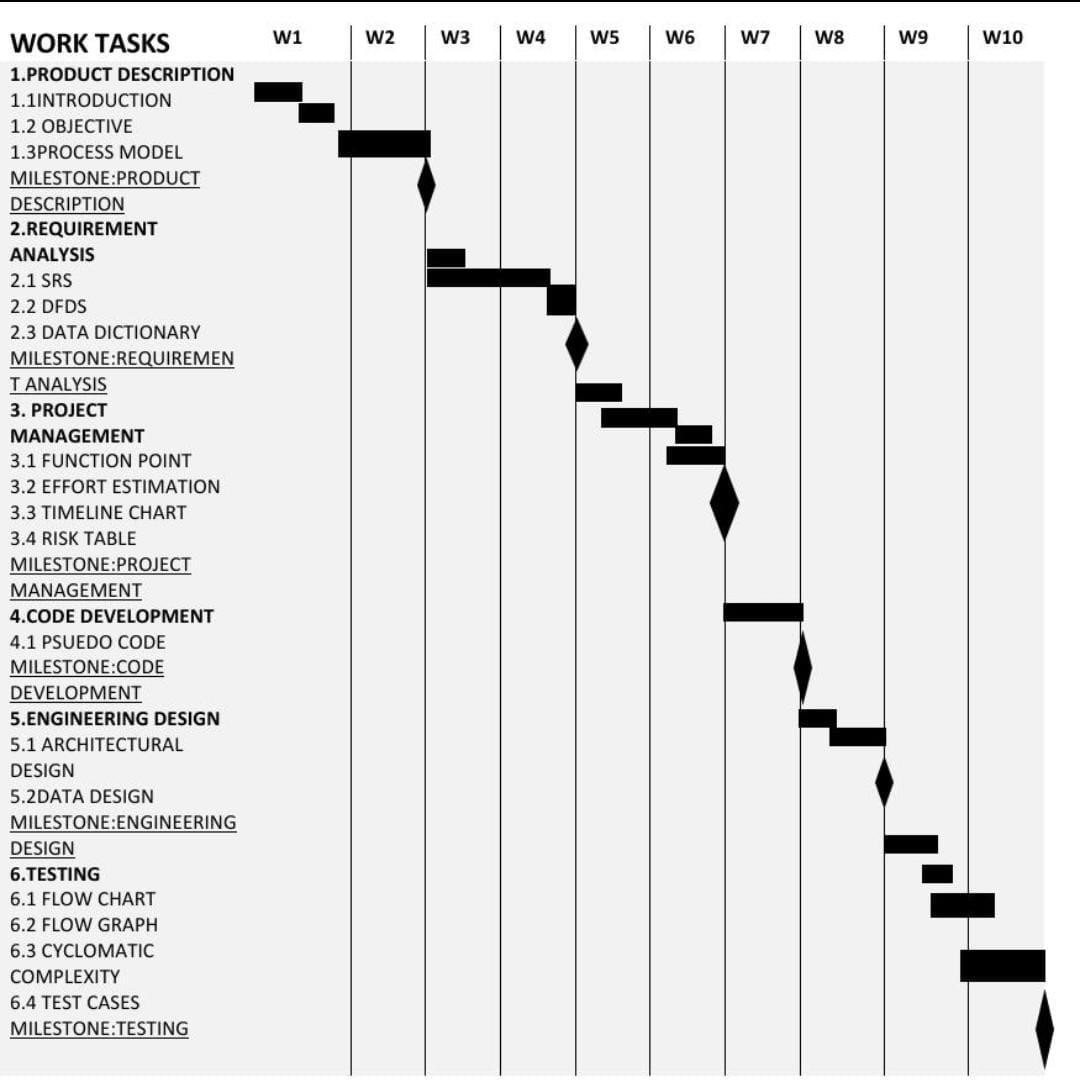 WORK TASKS W1 W2 W3 W4 W5 W6 W7 W8 W9 W10
1.PRODUCT DESCRIPTION
1.1INTRODUCTION
1.2 OBJECTIVE
1.3PROCESS MODEL
MILESTONE:PRODUCT
DESCRIPTION
2.REQUIREMENT
ANALYSIS
2.1 SRS
2.2 DFDS
2.3 DATA DICTIONARY
MILESTONE:REQUIREMEN
T ANALYSIS
3. PROJECT
MANAGEMENT
3.1 FUNCTION POINT
3.2 EFFORT ESTIMATION
3.3 TIMELINE CHART
3.4 RISK TABLE
MILESTONE:PROJECT
MANAGEMENT
4.CODE DEVELOPMENT
4.1 PSUEDO CODE
MILESTONE:CODE
DEVELOPMENT
5.ENGINEERING DESIGN
5.1 ARCHITECTURAL
DESIGN
5.2DATA DESIGN
MILESTONE:ENGINEERING
DESIGN
6.TESTING
6.1 FLOW CHART
6.2 FLOW GRAPH
6.3 CYCLOMATIC
COMPLEXITY
6.4 TEST CASES
MILESTONE:TESTING